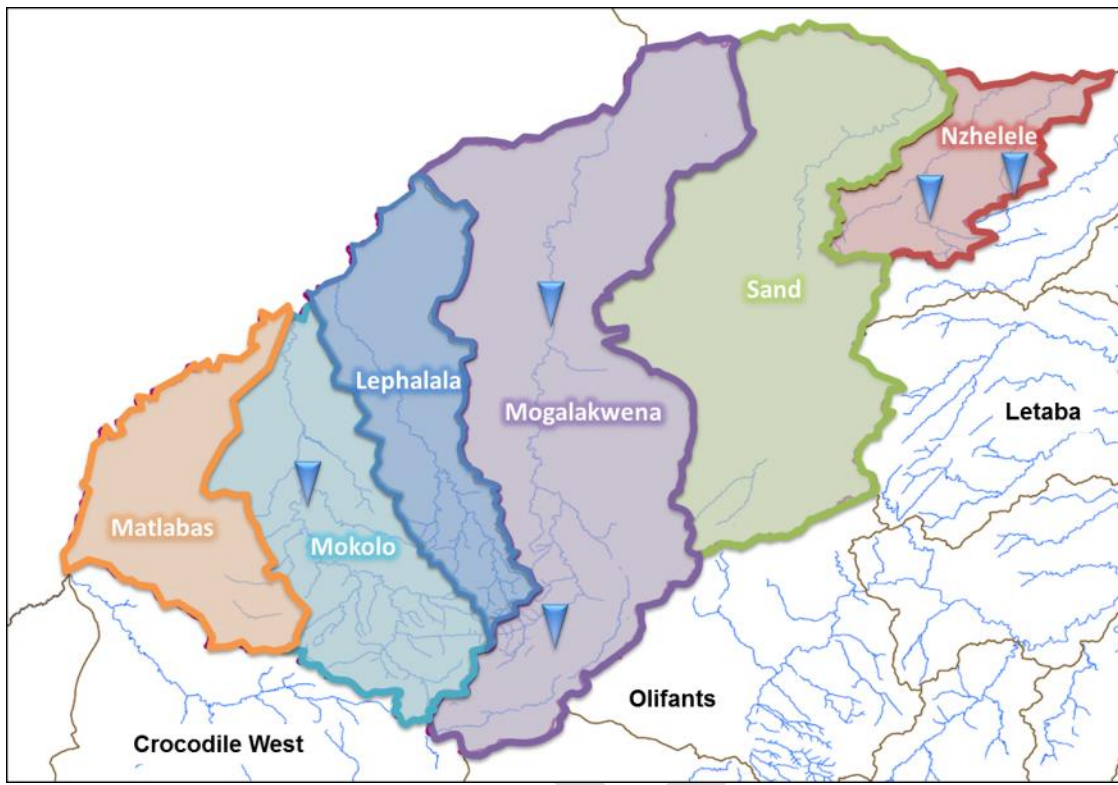 Nzhelele
Sand
Lephalala
Mogalakwena
Letaba
Matlabas
Mokolo
Olifants
Crocodile West